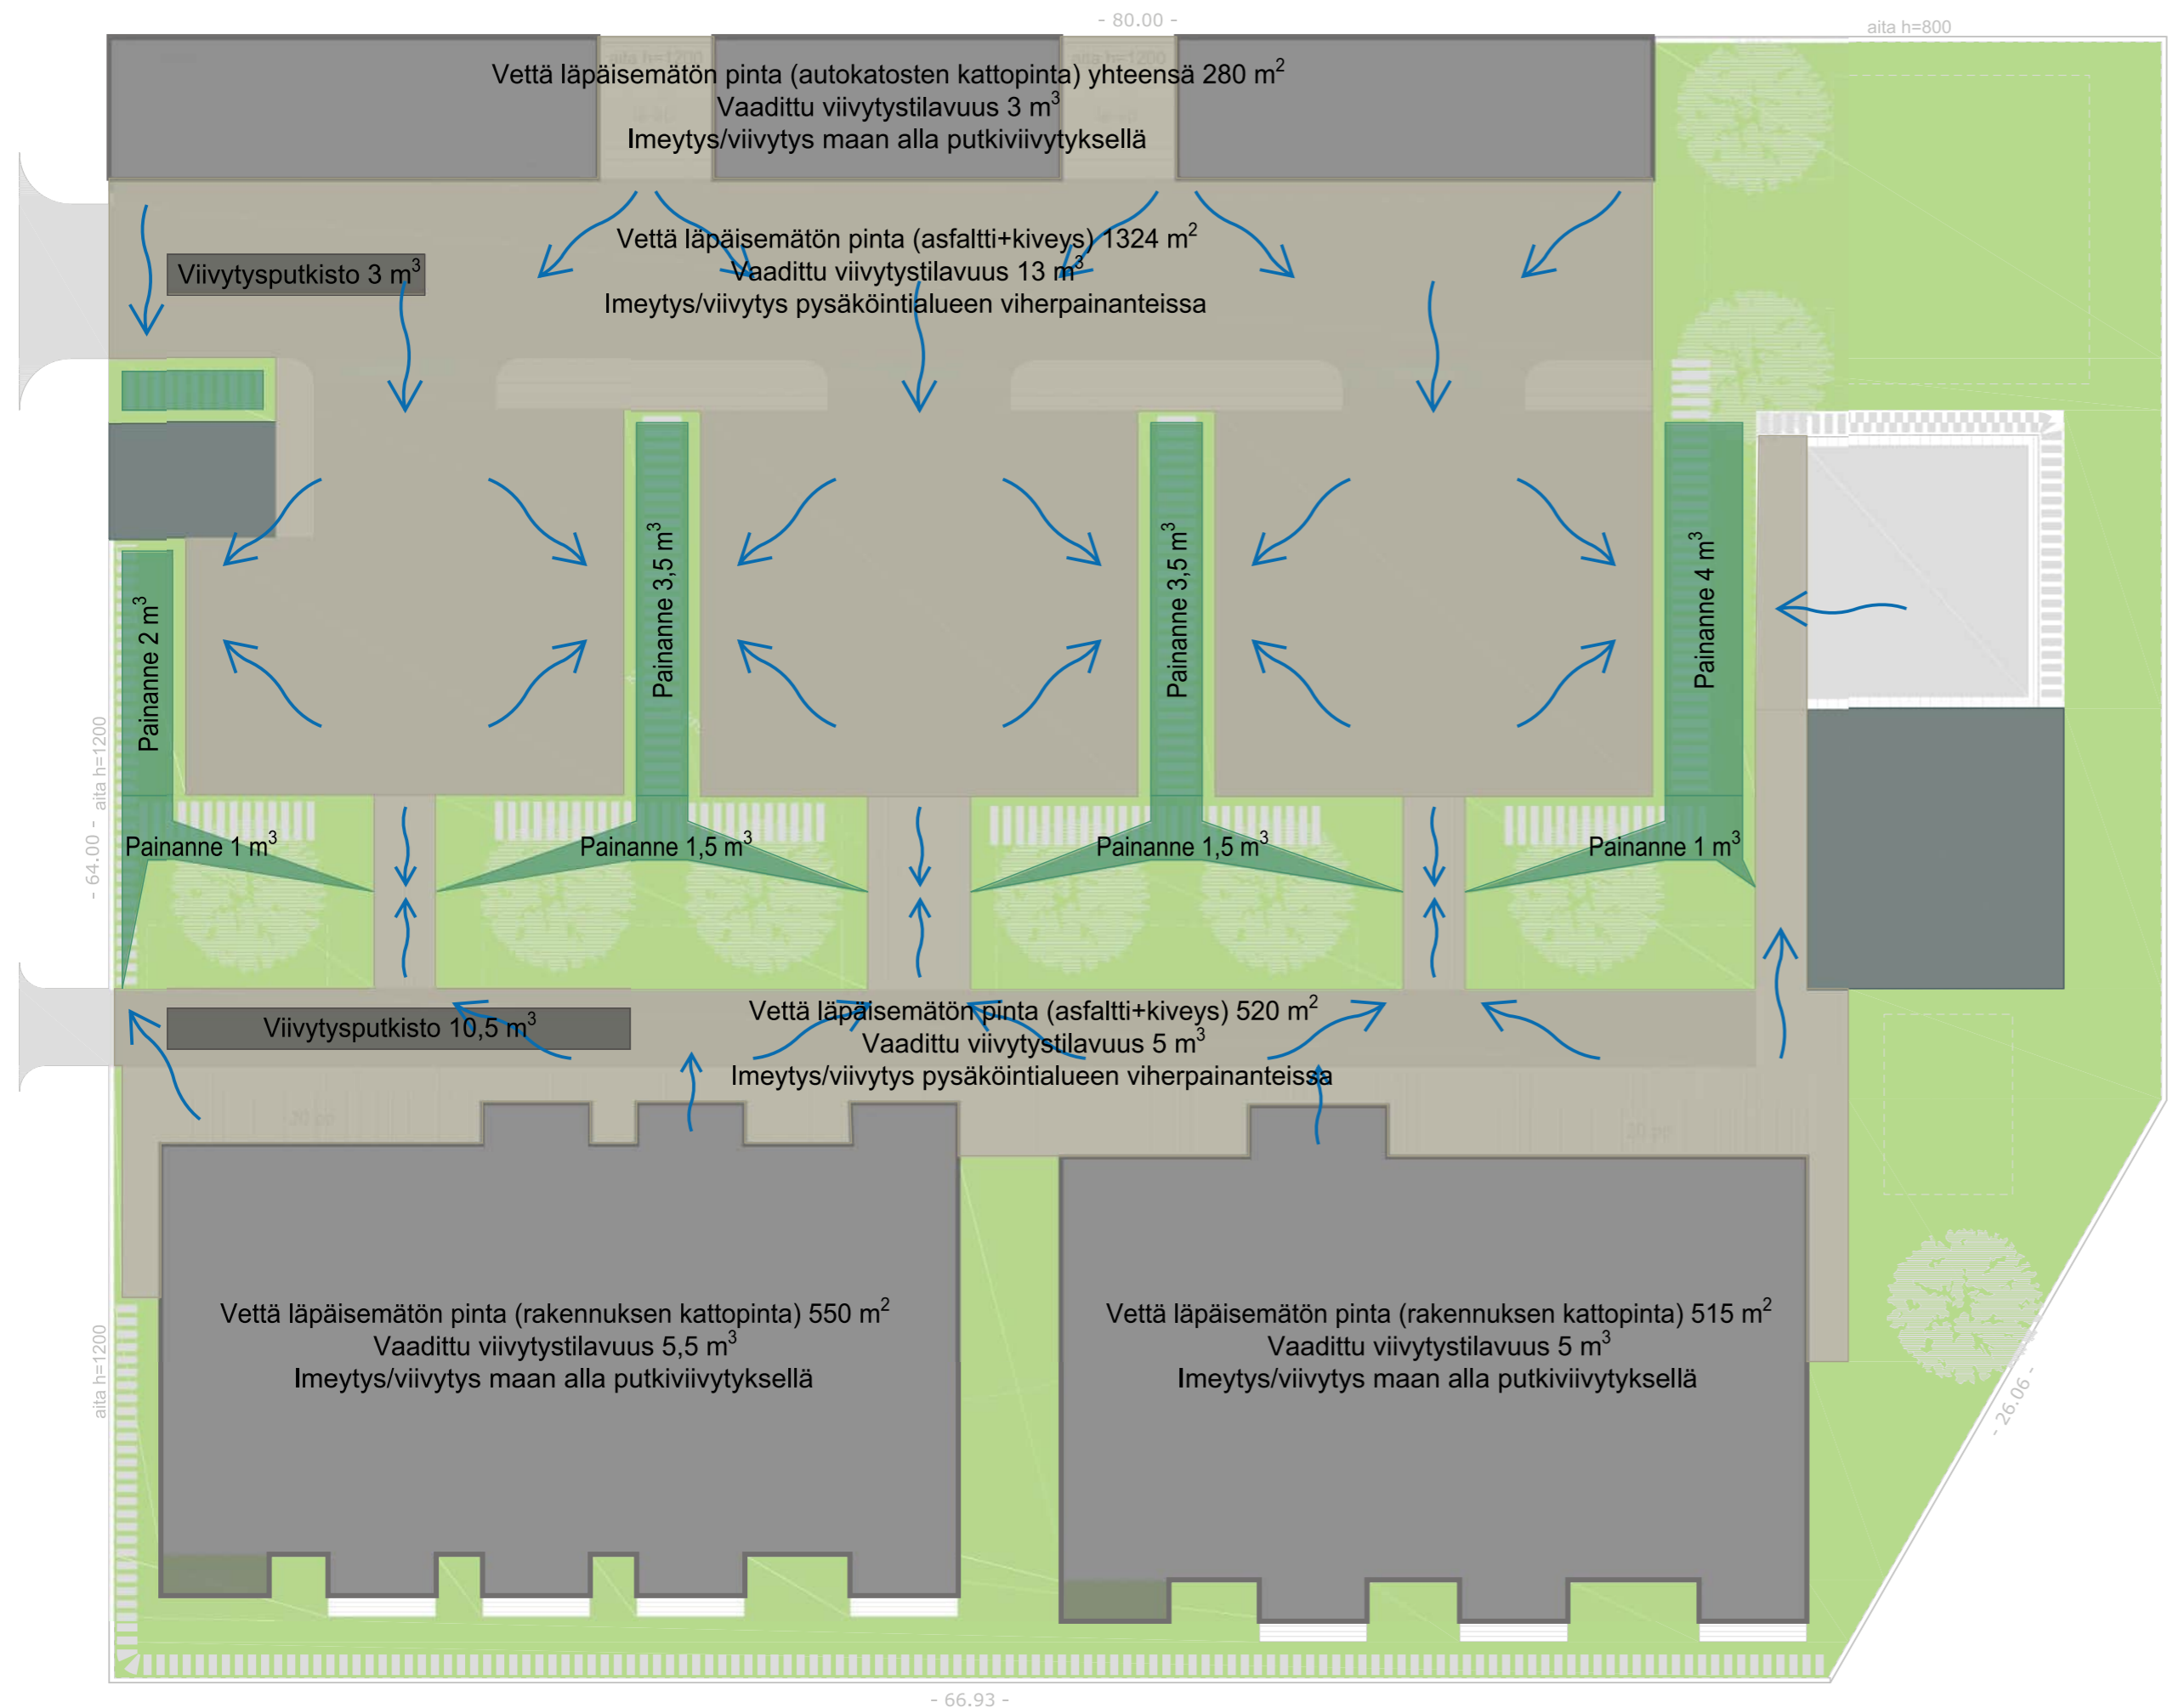 - 80.00 -
aita h=800
aita h=1200
aita h=1200
Vettä läpäisemätön pinta (autokatosten kattopinta) yhteensä 280 m²
Vaadittu viivytystilavuus 3 m³
Imeytys/viivytys maan alla putkiviivytyksellä
Vettä läpäisemätön pinta (asfaltti+kiveys) 1324 m²
Vaadittu viivytystilavuus 13 m³
Imeytys/viivytys pysäköintialueen viherpainanteissa
Viivytysputkisto 3 m³
Painanne 2 m³
Painanne 3,5 m³
Painanne 3,5 m³
Painanne 4 m³
- 64.00 -
aita h=1200
Painanne 1 m³
Painanne 1,5 m³
Painanne 1,5 m³
Painanne 1 m³
Viivytysputkisto 10,5 m³
Vettä läpäisemätön pinta (asfaltti+kiveys) 520 m²
Vaadittu viivytystilavuus 5 m³
Imeytys/viivytys pysäköintialueen viherpainanteissa
Vettä läpäisemätön pinta (rakennuksen kattopinta) 550 m²
Vaadittu viivytystilavuus 5,5 m³
Imeytys/viivytys maan alla putkiviivytyksellä
Vettä läpäisemätön pinta (rakennuksen kattopinta) 515 m²
Vaadittu viivytystilavuus 5 m³
Imeytys/viivytys maan alla putkiviivytyksellä
aita h=1200
- 26.06 -
- 66.93 -